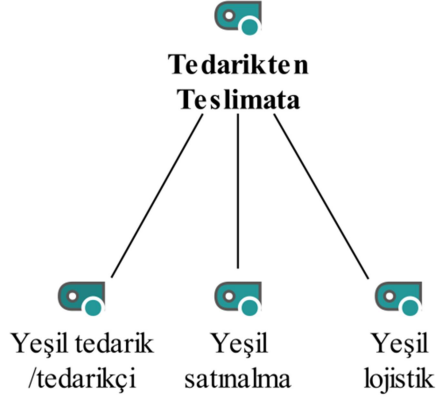 Tedarikten
Teslimata
Yeşil tedarik
/tedarikçi
Yeşil
satınalma
Yeşil
lojistik